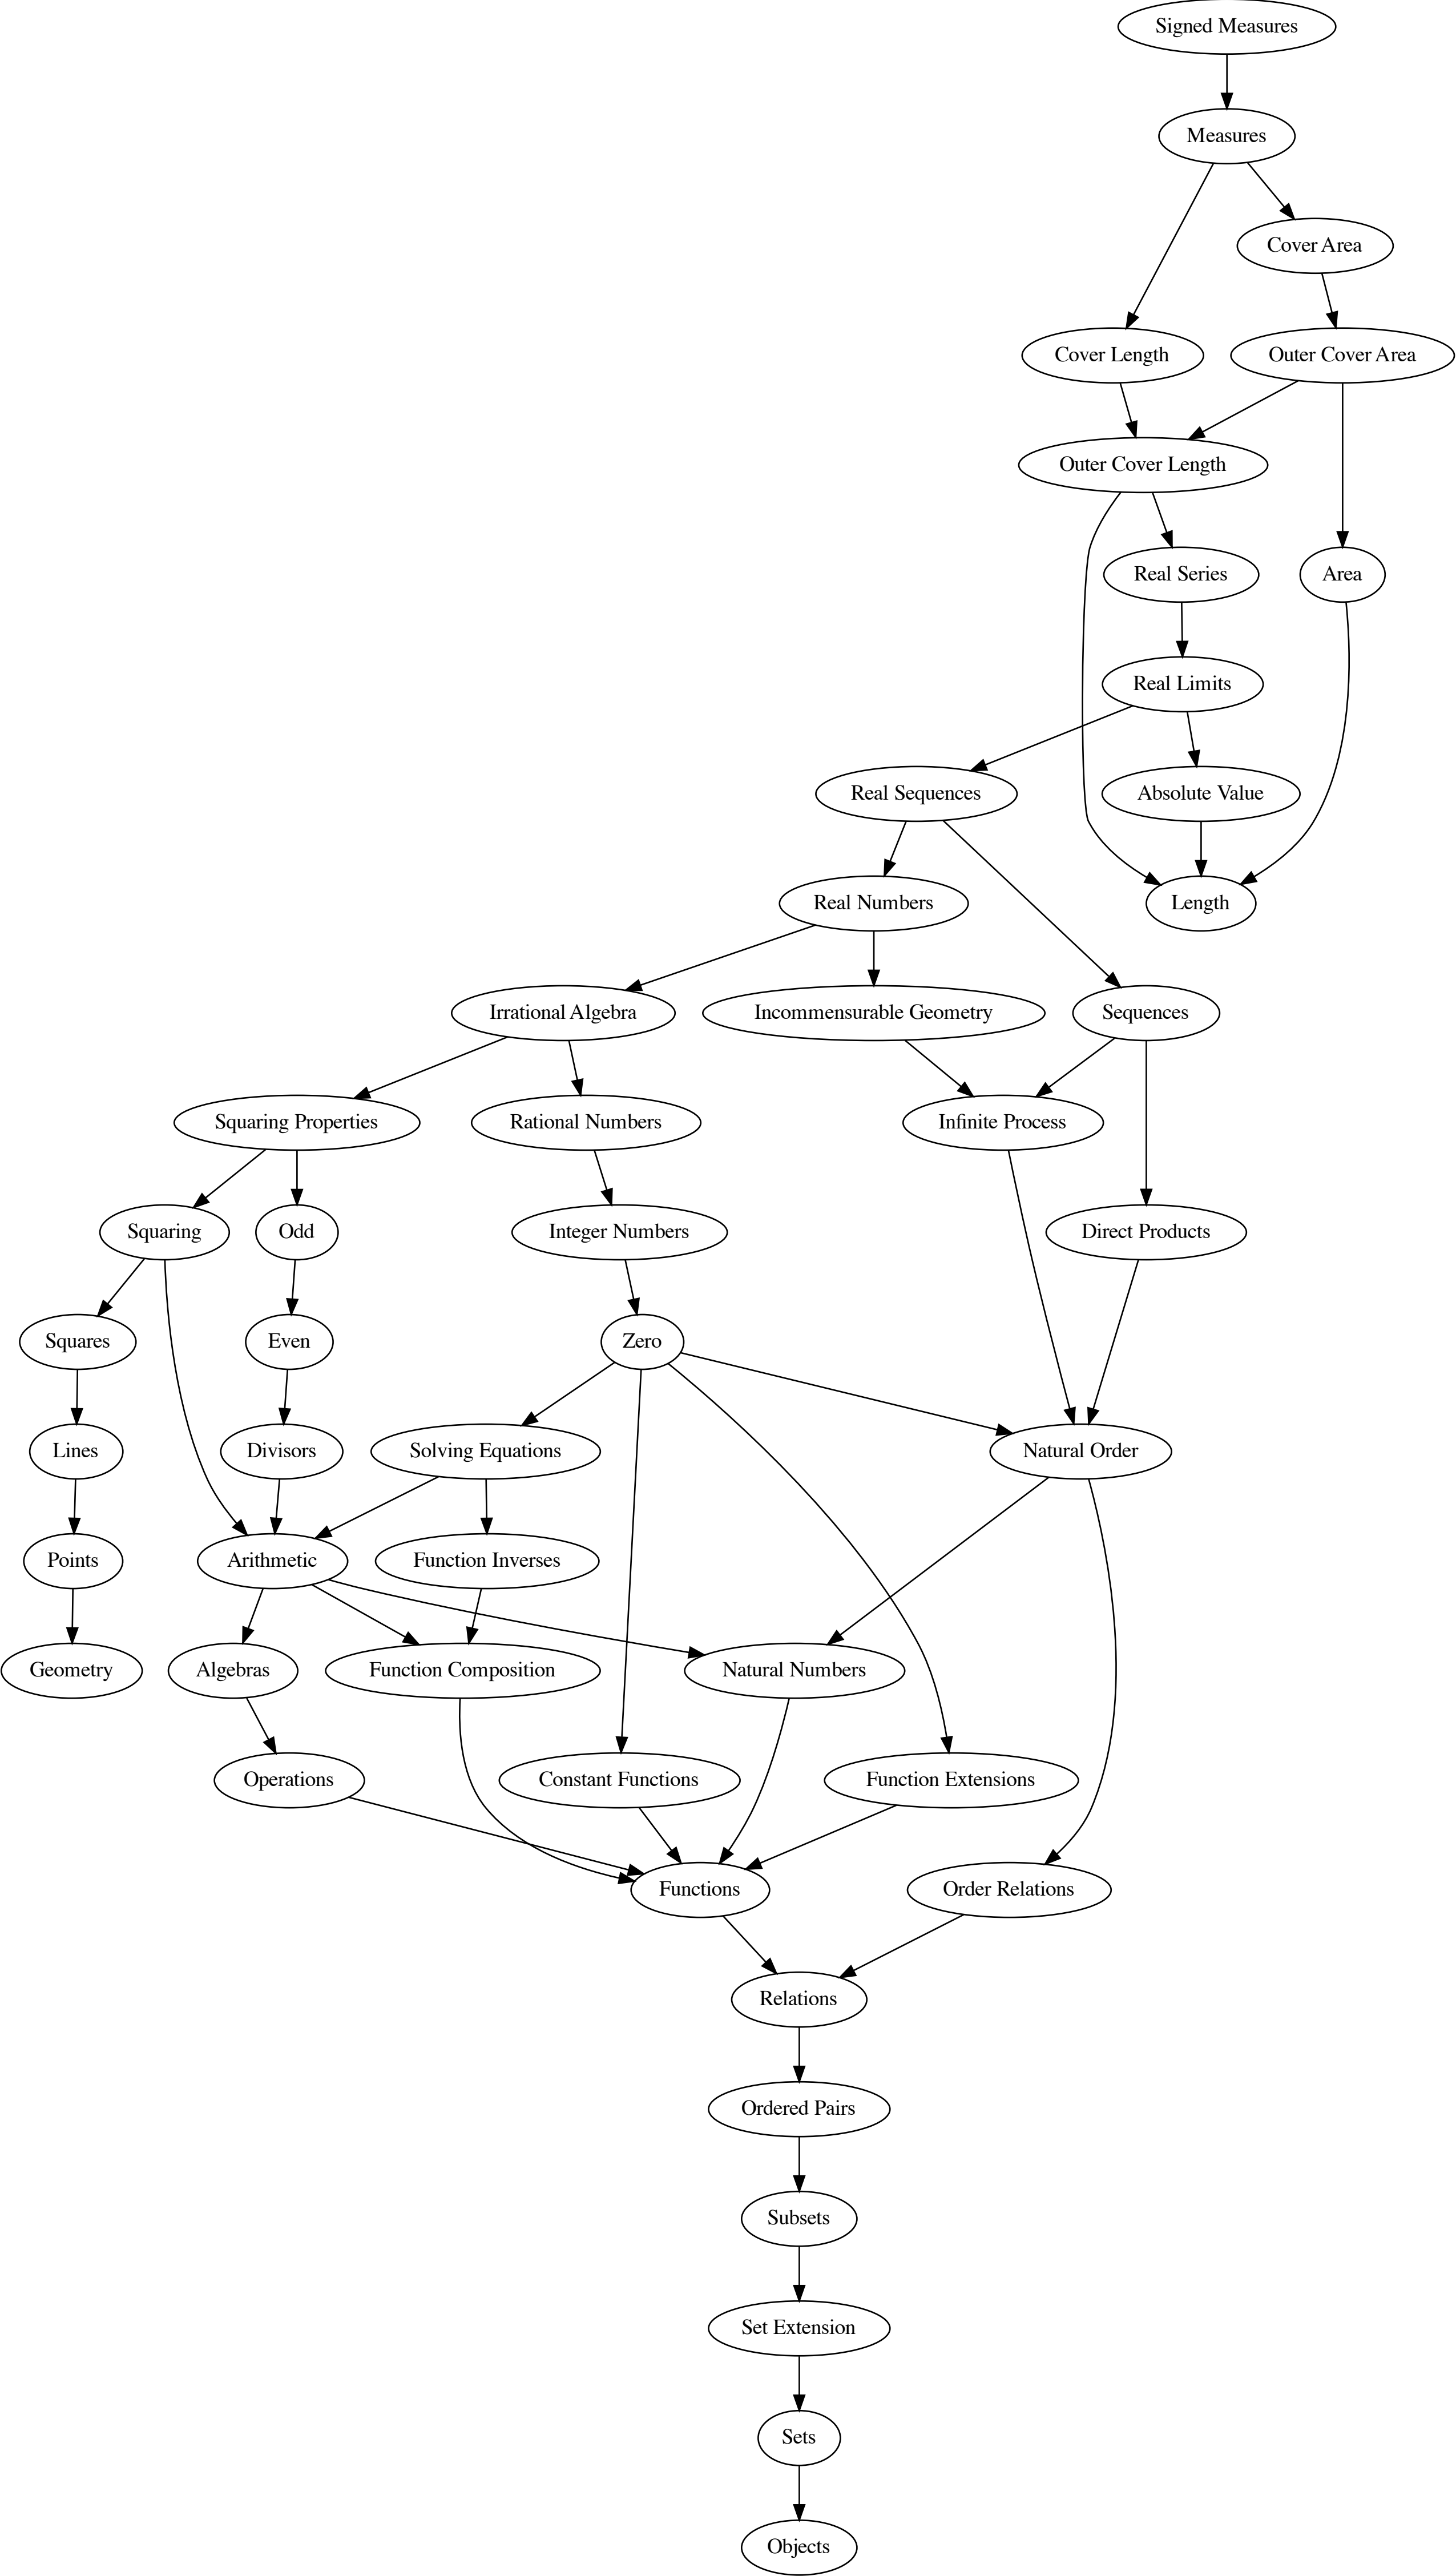 Signed Measures
Measures
Cover Area
Cover Length
Outer Cover Area
Outer Cover Length
Real Series
Area
Real Limits
Real Sequences
Absolute Value
Real Numbers
Length
Irrational Algebra
Incommensurable Geometry
Sequences
Squaring Properties
Rational Numbers
Infinite Process
Squaring
Odd
Integer Numbers
Direct Products
Squares
Even
Zero
Lines
Divisors
Solving Equations
Natural Order
Points
Arithmetic
Function Inverses
Geometry
Algebras
Function Composition
Natural Numbers
Operations
Constant Functions
Function Extensions
Functions
Order Relations
Relations
Ordered Pairs
Subsets
Set Extension
Sets
Objects